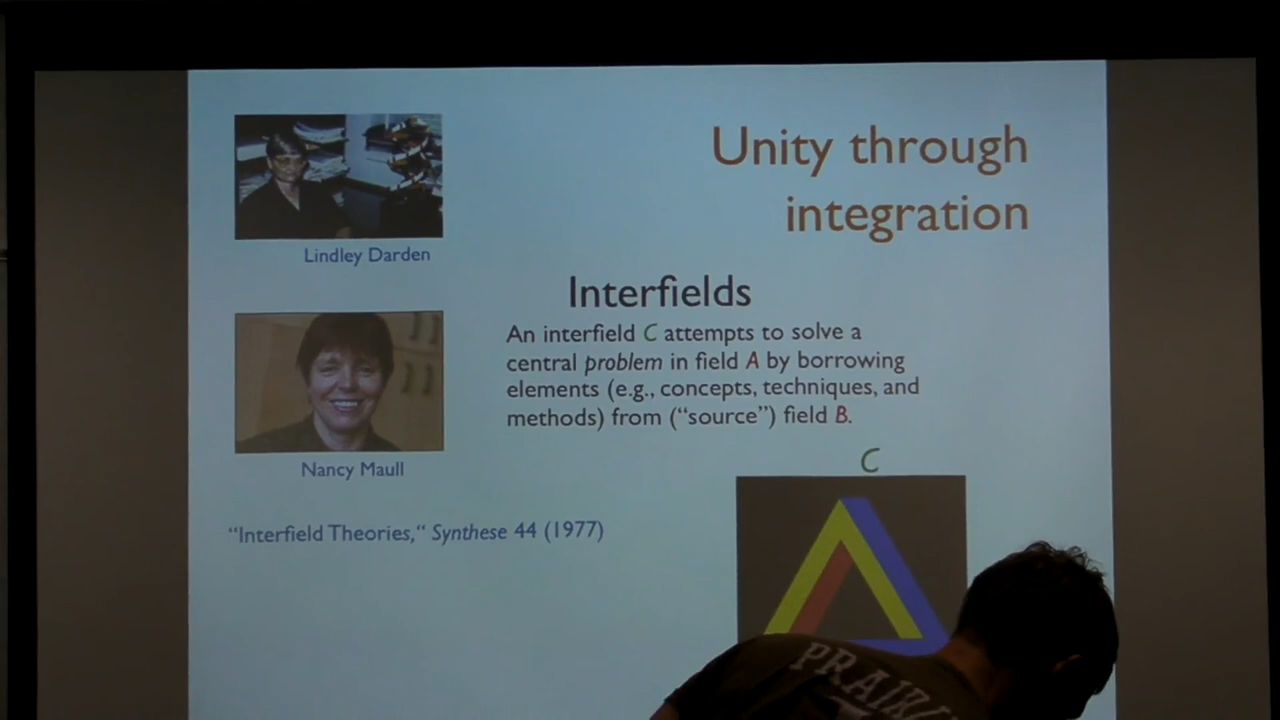 Unity through
integration
Lindley Darden
Interfields
An interfield C attempts to solve a
central problem in field A by borrowing
elements (e.g., concepts, techniques, and
methods) from ("source") field B.
C
Nancy Maull
"Interfield Theories," Synthese 44 (1977)